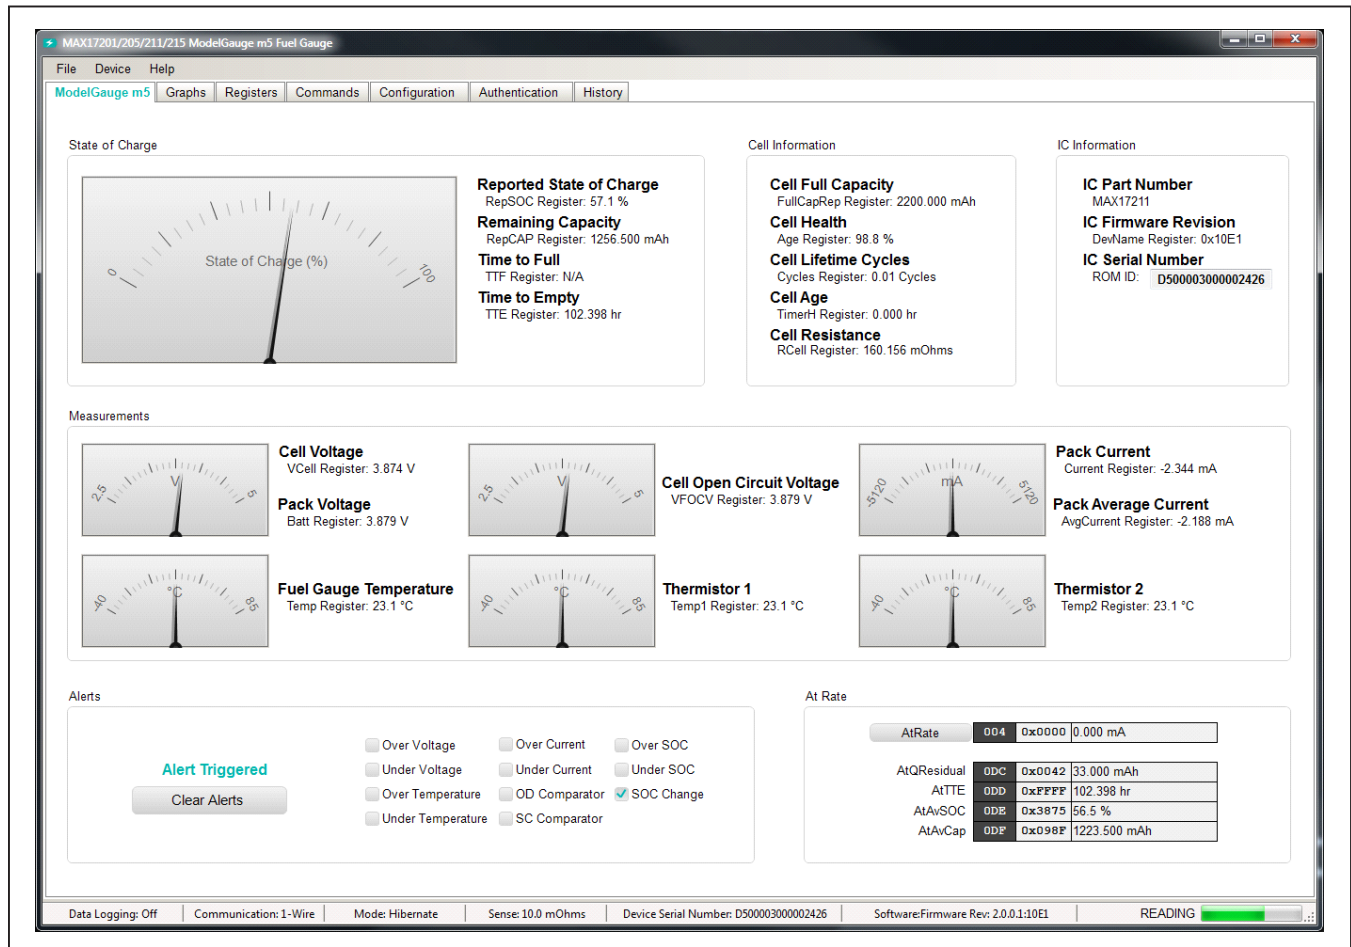 MAX17201/205/211/215 ModelGauge m5 Fuel Gauge
File Device Help
ModelGauge m5 Graphs Registers Commands Configuration Authentication History
State of Charge
0
100
State of Charge (%)
Reported State of Charge
RepSOC Register: 57.1 %
Remaining Capacity
RepCAP Register: 1256.500 mAh
Time to Full
TTF Register: N/A
Time to Empty
TTE Register: 102.398 hr
Cell Information
Cell Full Capacity
FullCapRep Register: 2200.000 mAh
Cell Health
Age Register: 98.8 %
Cell Lifetime Cycles
Cycles Register: 0.01 Cycles
Cell Age
TimerH Register: 0.000 hr
Cell Resistance
RCell Register: 160.156 mOhms
IC Information
IC Part Number
MAX17211
IC Firmware Revision
DevName Register: 0x10E1
IC Serial Number
ROM ID: D500003000002426
Measurements
2.5 V 5
Cell Voltage
VCell Register: 3.874 V
Pack Voltage
Batt Register: 3.879 V
2.5 V 5
Cell Open Circuit Voltage
VFOCV Register: 3.879 V
-5120 mA 5120
Pack Current
Current Register: -2.344 mA
Pack Average Current
AvgCurrent Register: -2.188 mA
-40 °C 85
Fuel Gauge Temperature
Temp Register: 23.1 °C
-40 °C 85
Thermistor 1
Temp1 Register: 23.1 °C
-40 °C 85
Thermistor 2
Temp2 Register: 23.1 °C
Alerts
Alert Triggered
Clear Alerts
Over Voltage Over Current Over SOC
Under Voltage Under Current Under SOC
Over Temperature OD Comparator SOC Change
Under Temperature SC Comparator
At Rate
AtRate 004 0x0000 0.000 mA
AtQResidual 0DC 0x0042 33.000 mAh
AtTTE 0DD 0xFFFF 102.398 hr
AtAvSOC 0DE 0x3875 56.5 %
AtAvCap 0DF 0x098F 1223.500 mAh
Data Logging: Off Communication: 1-Wire Mode: Hibernate Sense: 10.0 mOhms Device Serial Number: D500003000002426 Software:Firmware Rev: 2.0.0.1:10E1 READING